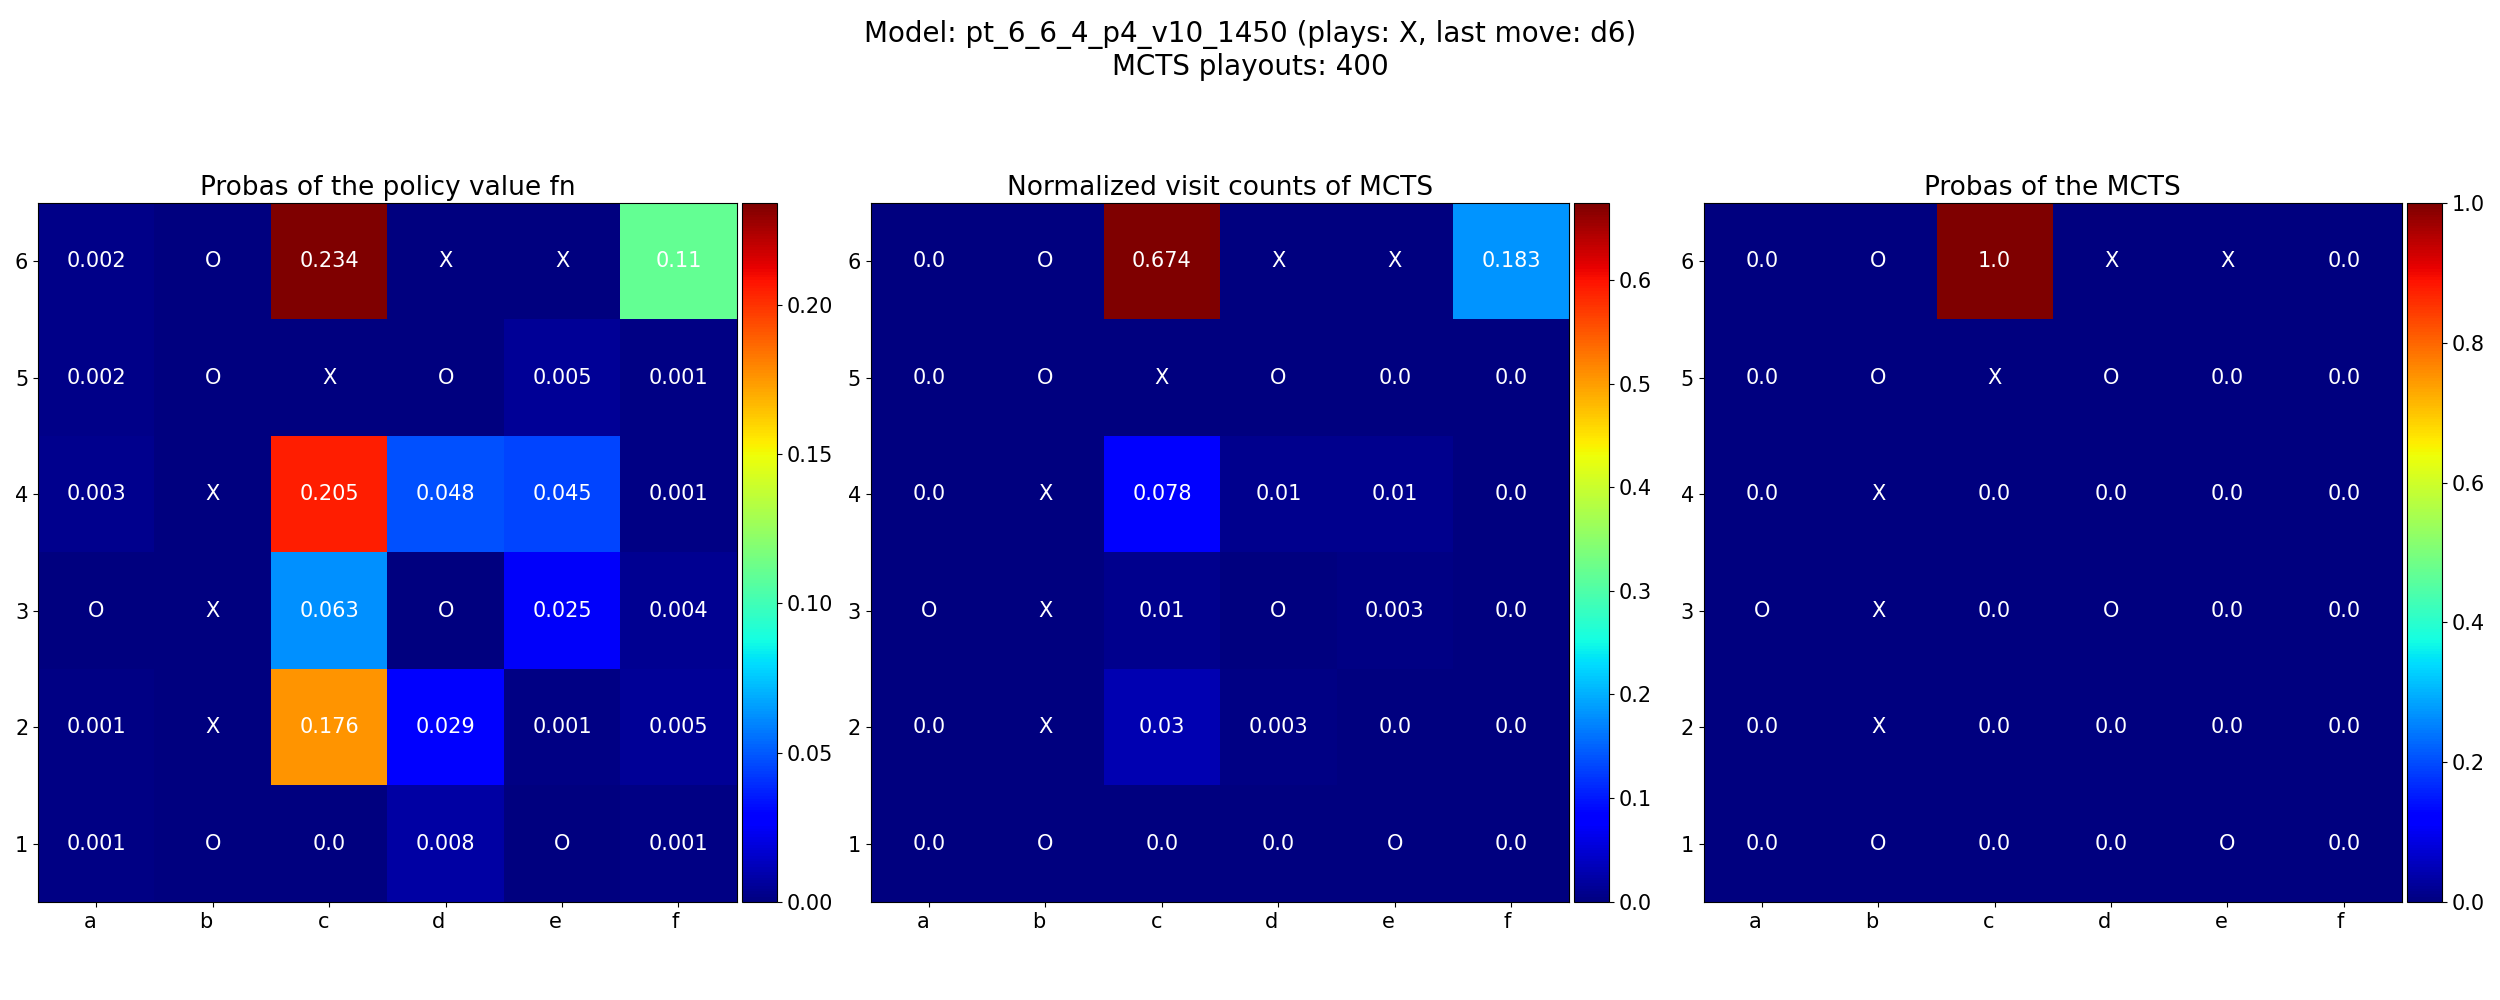 Model: pt_6_6_4_p4_v10_1450 (plays: X, last move: d6)
MCTS playouts: 400
Probas of the policy value fn
6 0.002 O 0.234 X X 0.11
5 0.002 O X O 0.005 0.001
4 0.003 X 0.205 0.048 0.045 0.001
3 O X 0.063 O 0.025 0.004
2 0.001 X 0.176 0.029 0.001 0.005
1 0.001 O 0.0 0.008 O 0.001
a b c d e f
0.20
0.15
0.10
0.05
0.00
Normalized visit counts of MCTS
6 0.0 O 0.674 X X 0.183
5 0.0 O X O 0.0 0.0
4 0.0 X 0.078 0.01 0.01 0.0
3 O X 0.01 O 0.003 0.0
2 0.0 X 0.03 0.003 0.0 0.0
1 0.0 O 0.0 0.0 O 0.0
a b c d e f
0.6
0.5
0.4
0.3
0.2
0.1
0.0
Probas of the MCTS
6 0.0 O 1.0 X X 0.0
5 0.0 O X O 0.0 0.0
4 0.0 X 0.0 0.0 0.0 0.0
3 O X 0.0 O 0.0 0.0
2 0.0 X 0.0 0.0 0.0 0.0
1 0.0 O 0.0 0.0 O 0.0
a b c d e f
1.0
0.8
0.6
0.4
0.2
0.0